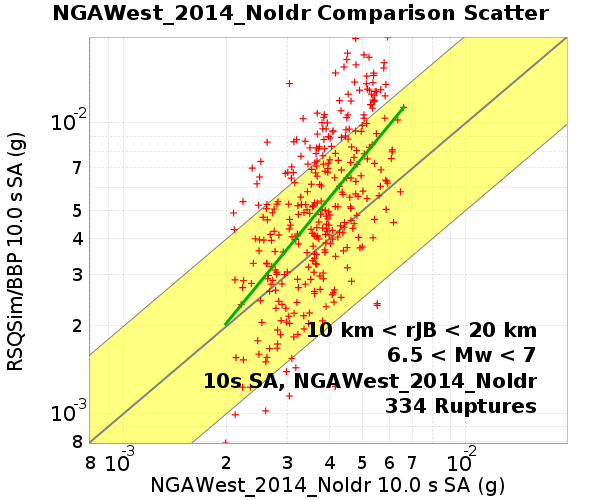 NGAWest_2014_NoIdr Comparison Scatter
RSQSim/BBP 10.0 s SA (g)
10-2
7
5
4
3
2
10-3
8
10 km < rJB < 20 km
6.5 < Mw < 7
10s SA, NGAWest_2014_NoIdr
334 Ruptures
8 10-3 2 3 4 5 6 7 10-2
NGAWest_2014_NoIdr 10.0 s SA (g)